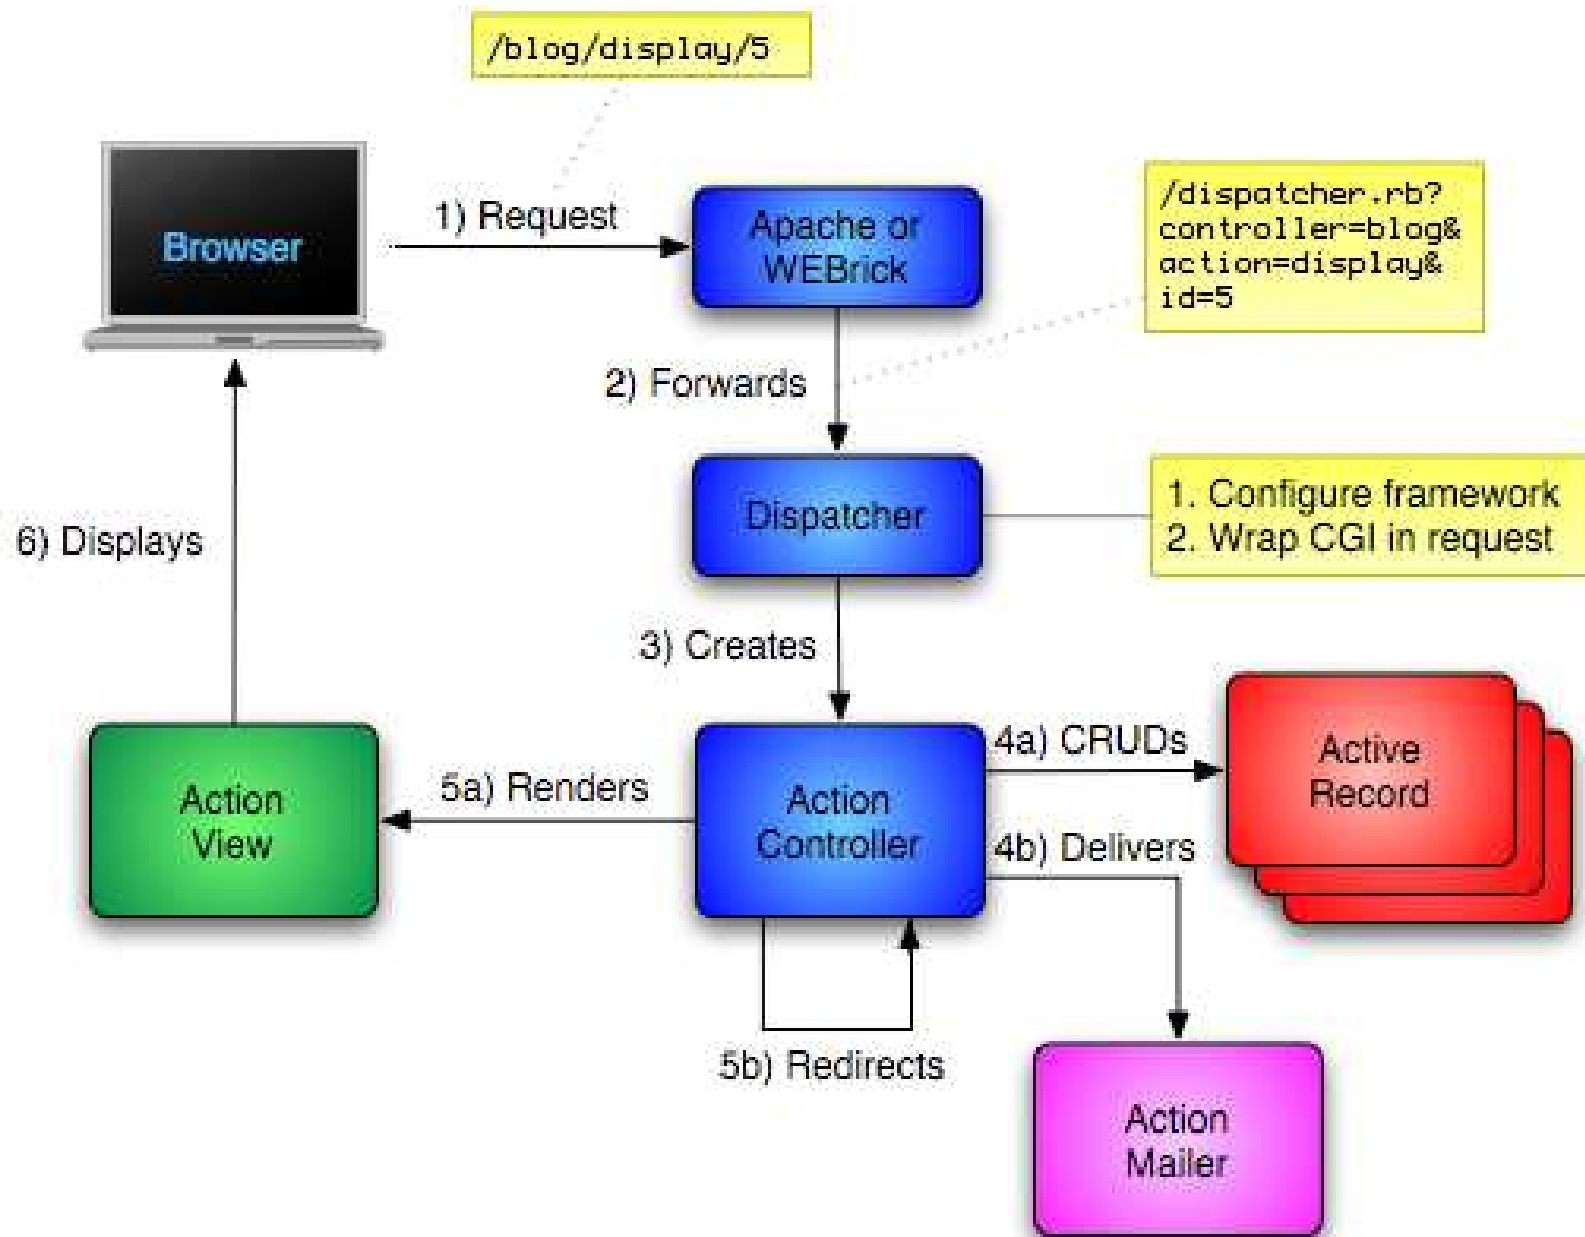 /blog/display/5
Browser
1) Request
Apache or
WEBrick
/dispatcher.rb?
controller=blog&
action=display&
id=5
2) Forwards
Dispatcher
1. Configure framework
2. Wrap CGI in request
6) Displays
3) Creates
Action
View
5a) Renders
Action
Controller
4a) CRUDs
Active
Record
4b) Delivers
5b) Redirects
Action
Mailer